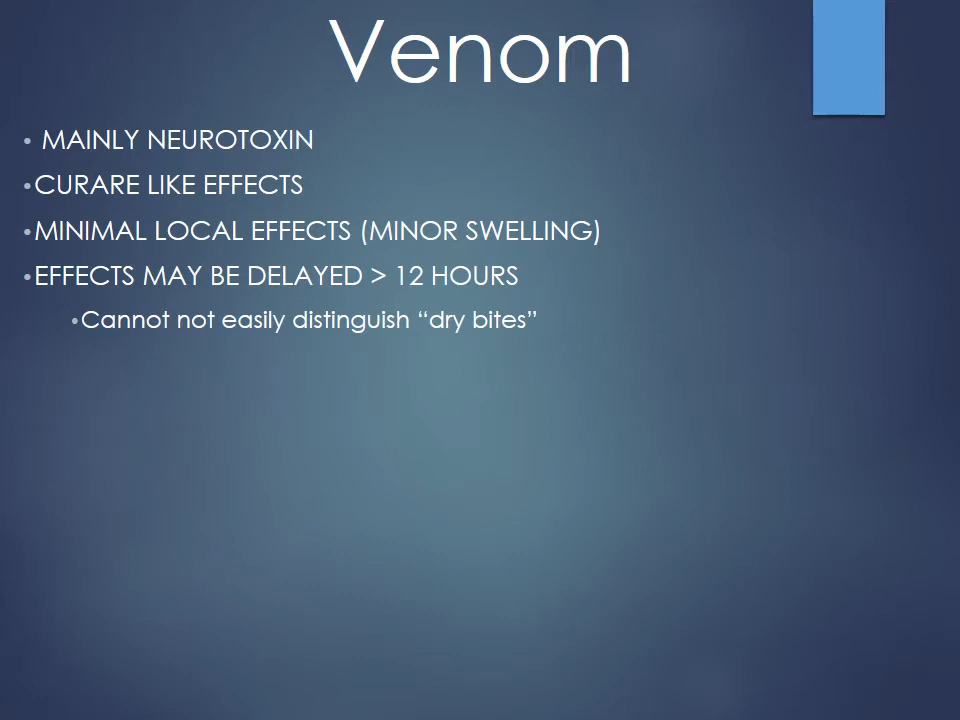 Venom
• MAINLY NEUROTOXIN
•CURARE LIKE EFFECTS
•MINIMAL LOCAL EFFECTS (MINOR SWELLING)
•EFFECTS MAY BE DELAYED > 12 HOURS
•Cannot not easily distinguish “dry bites”